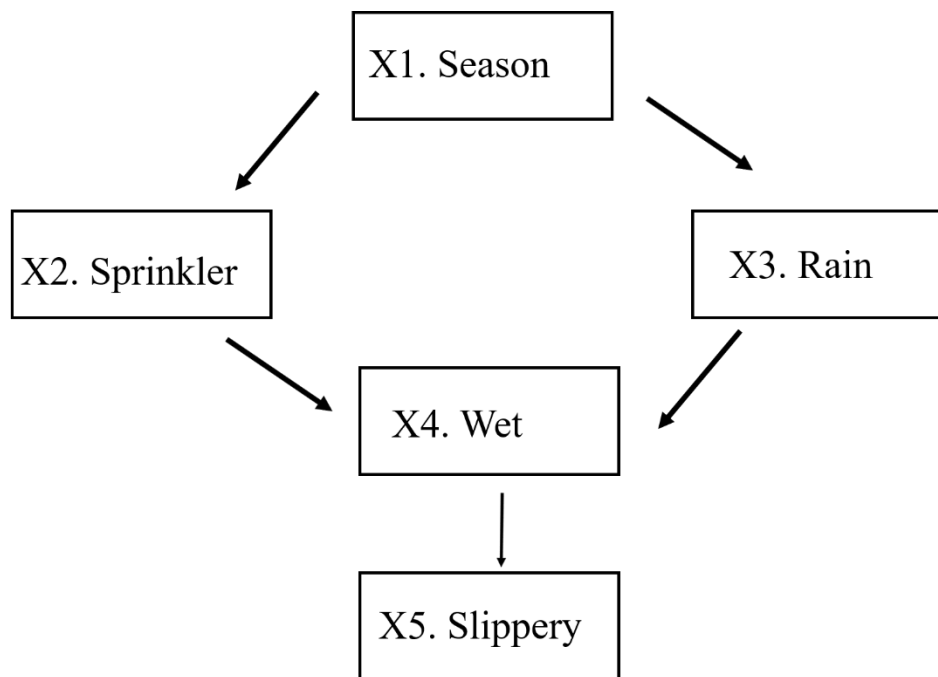 X1. Season
X2. Sprinkler
X3. Rain
X4. Wet
X5. Slippery